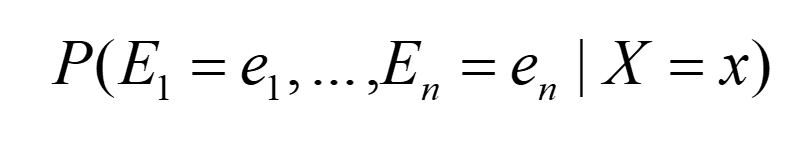 P(E₁ = e₁,...,Eₙ = eₙ | X = x)